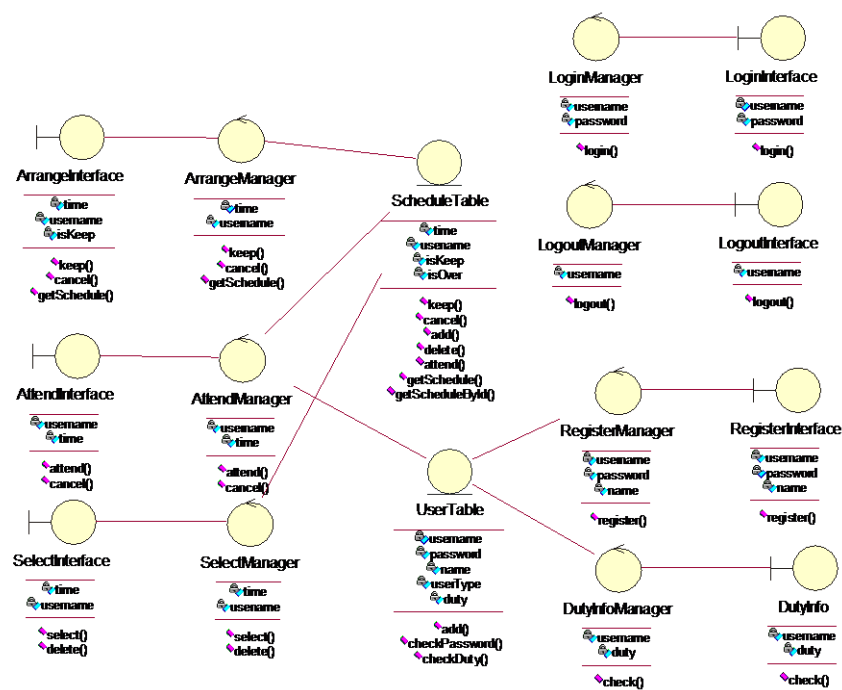 LoginManager
username
password
login()
LoginInterface
username
password
login()
ArrangeInterface
time
username
isKeep
keep()
cancel()
getSchedule()
ArrangeManager
time
username
keep()
cancel()
getSchedule()
ScheduleTable
time
username
isKeep
isOver
keep()
cancel()
add()
delete()
attend()
getSchedule()
getScheduleById()
LogoutManager
username
logout()
LogoutInterface
username
logout()
AttendInterface
username
time
attend()
cancel()
AttendManager
username
time
attend()
cancel()
RegisterManager
username
password
name
register()
RegisterInterface
username
password
name
register()
SelectInterface
time
username
select()
delete()
SelectManager
time
username
select()
delete()
UserTable
username
password
name
userType
duty
add()
checkPassword()
checkDuty()
DutyInfoManager
username
duty
check()
DutyInfo
username
duty
check()